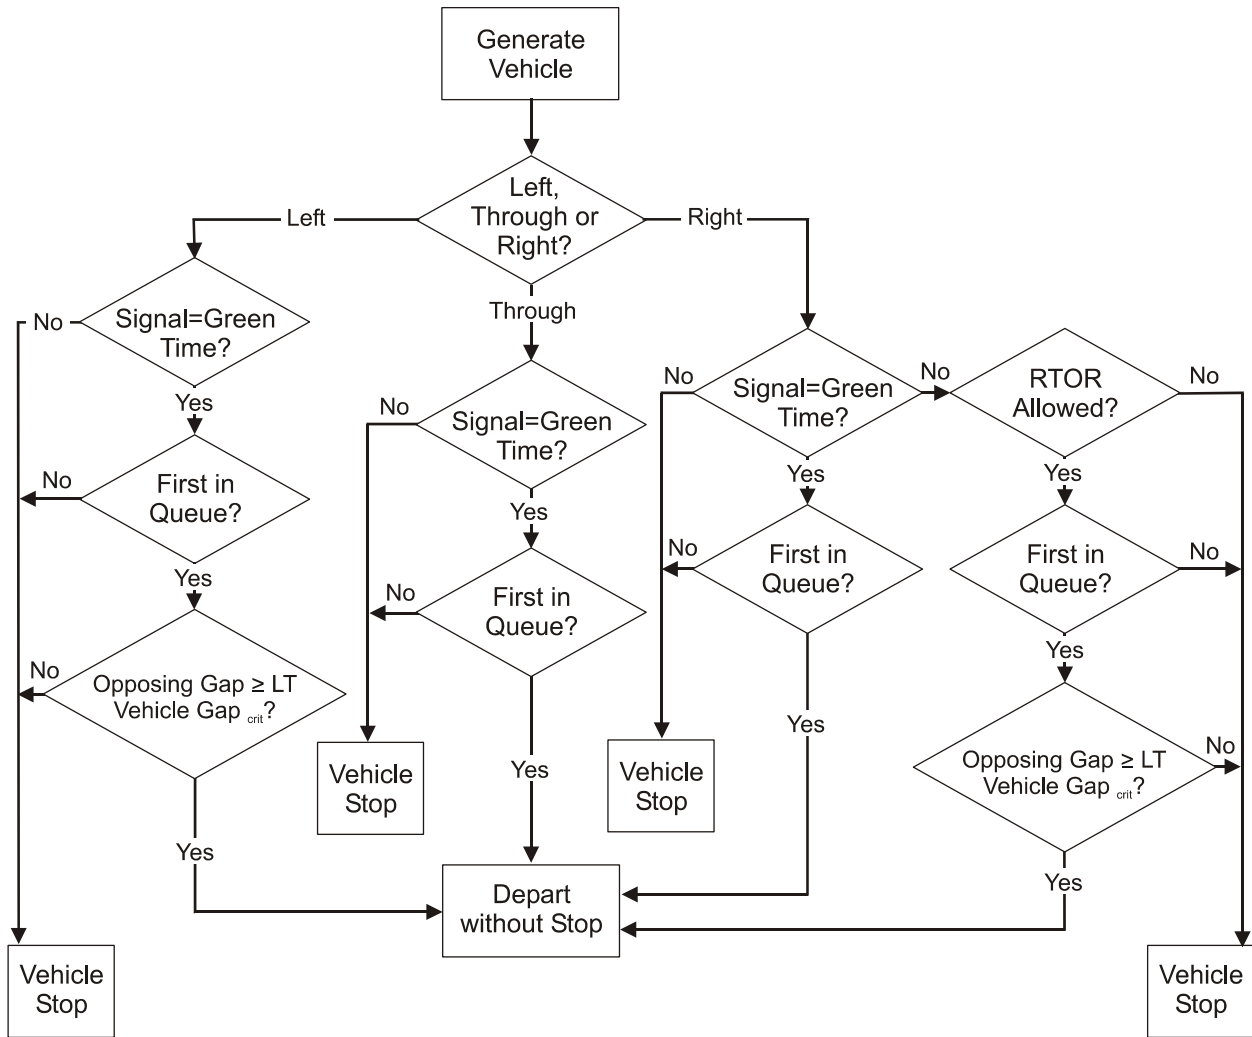 Generate
Vehicle
Left,
Through or
Right?
Left
Right
Through
Signal=Green
Time?
No
Yes
First in
Queue?
No
Yes
Opposing Gap ≥ LT
Vehicle Gap crit?
No
Yes
Vehicle
Stop
Signal=Green
Time?
No
Yes
First in
Queue?
No
Yes
Vehicle
Stop
Signal=Green
Time?
No
No
Yes
First in
Queue?
No
Yes
Vehicle
Stop
RTOR
Allowed?
No
Yes
First in
Queue?
No
Yes
Opposing Gap ≥ LT
Vehicle Gap crit?
No
Yes
Depart
without Stop
Vehicle
Stop